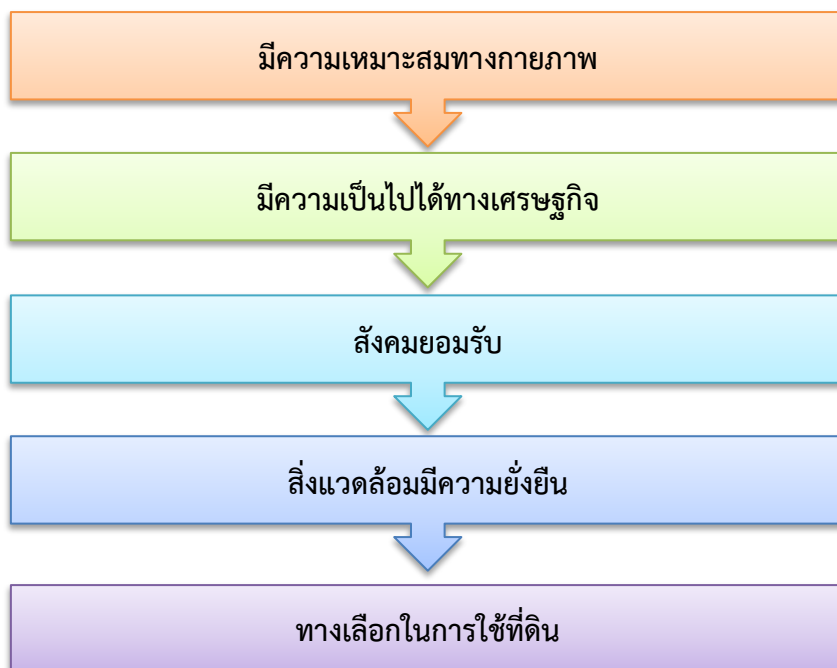 มีความเหมาะสมทางกายภาพ
มีความเป็นไปได้ทางเศรษฐกิจ
สังคมยอมรับ
สิ่งแวดล้อมมีความยั่งยืน
ทางเลือกในการใช้ที่ดิน